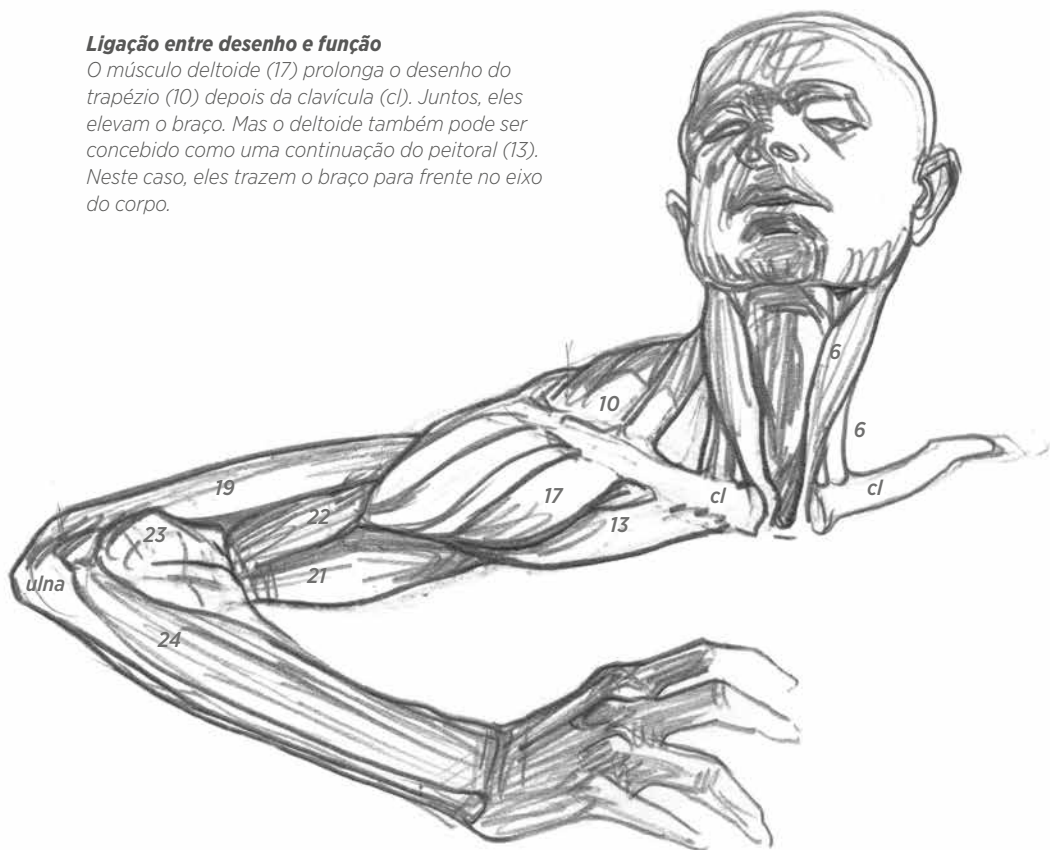 Ligação entre desenho e função
O músculo deltoide (17) prolonga o desenho do
trapézio (10) depois da clavícula (cl). Juntos, eles
elevam o braço. Mas o deltoide também pode ser
concebido como uma continuação do peitoral (13).
Neste caso, eles trazem o braço para frente no eixo
do corpo.
6
10
6
19
cl
cl
17
22
13
23
21
ulna
24